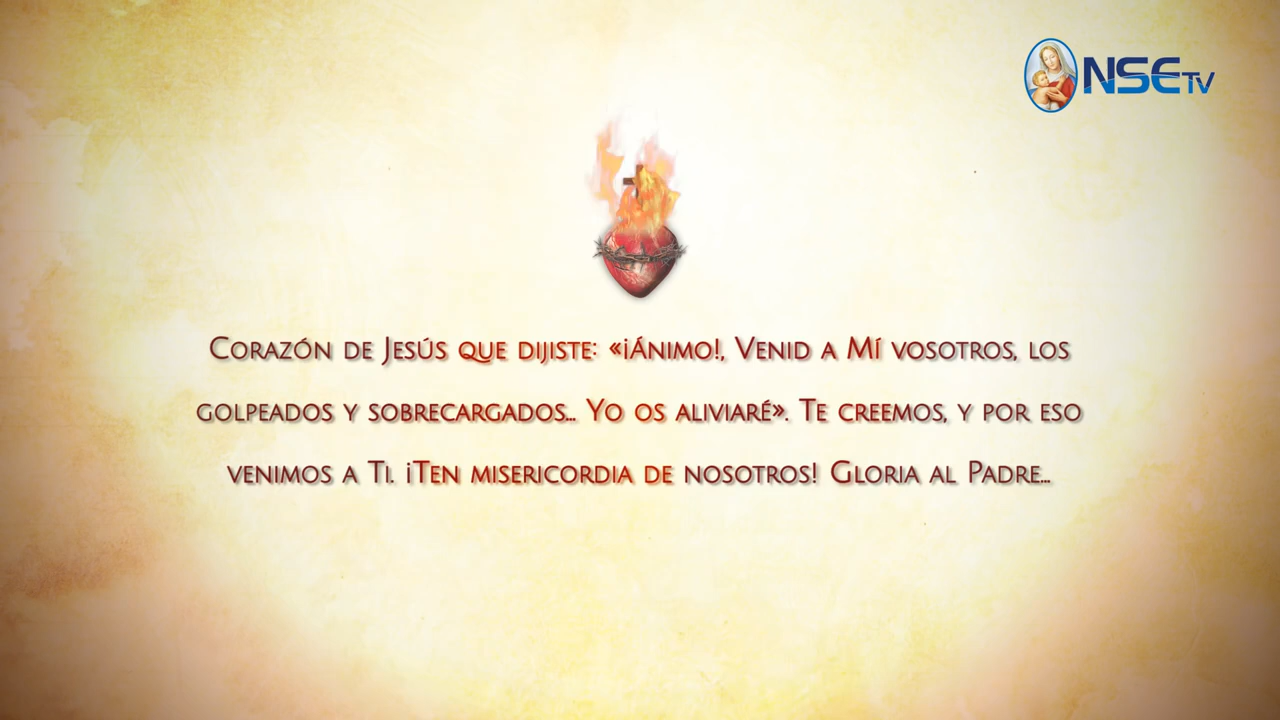 NSETV
Corazón de Jesús que dijiste: «¡Ánimo!, Venid a Mí vosotros, los
golpeados y sobrecargados... Yo os aliviaré». Te creemos, y por eso
venimos a Ti. ¡Ten misericordia de nosotros! Gloria al Padre...